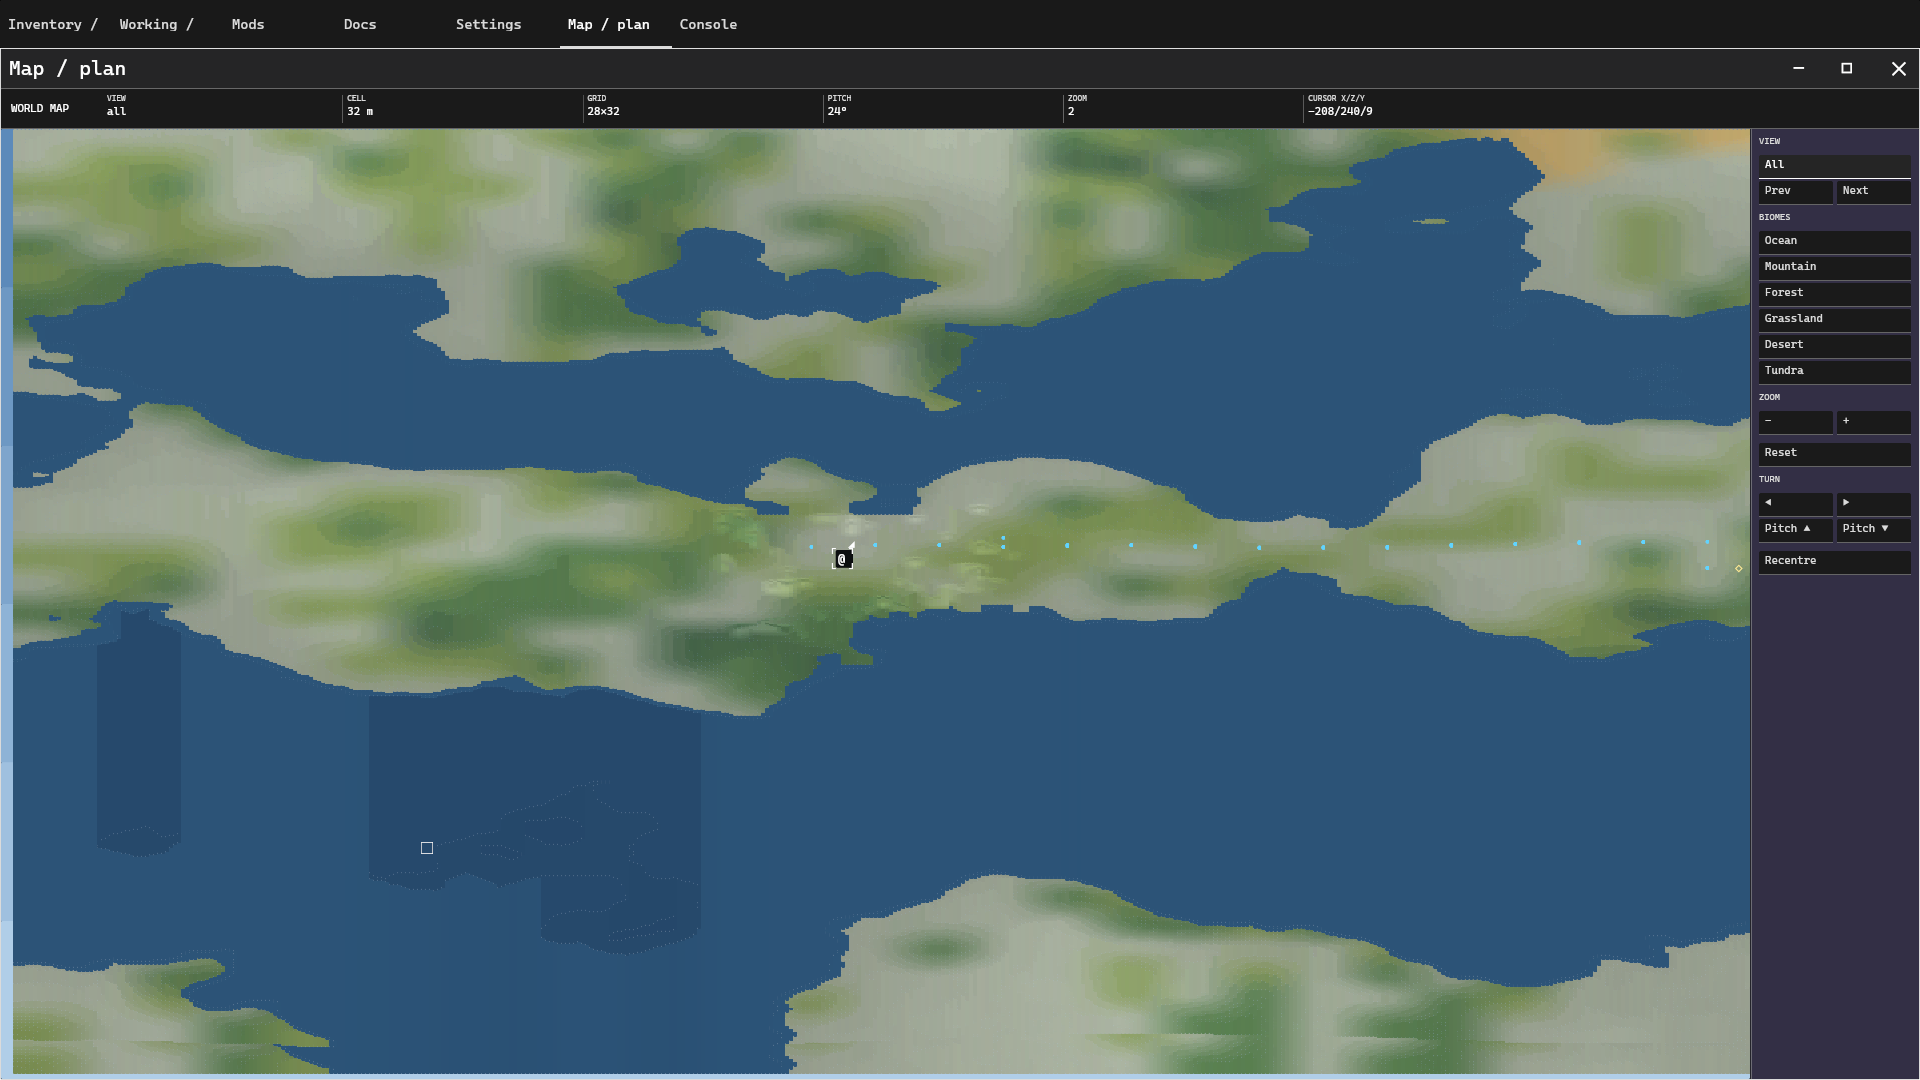 Inventory / Working / Mods Docs Settings Map / plan Console
Map / plan
WORLD MAP
VIEW
all
CELL
32 m
GRID
28×32
PITCH
24°
ZOOM
2
CURSOR X/Z/Y
−208/240/9
VIEW
All
Prev Next
BIOMES
Ocean
Mountain
Forest
Grassland
Desert
Tundra
ZOOM
− +
Reset
TURN
◄ ►
Pitch ▲ Pitch ▼
Recentre
@